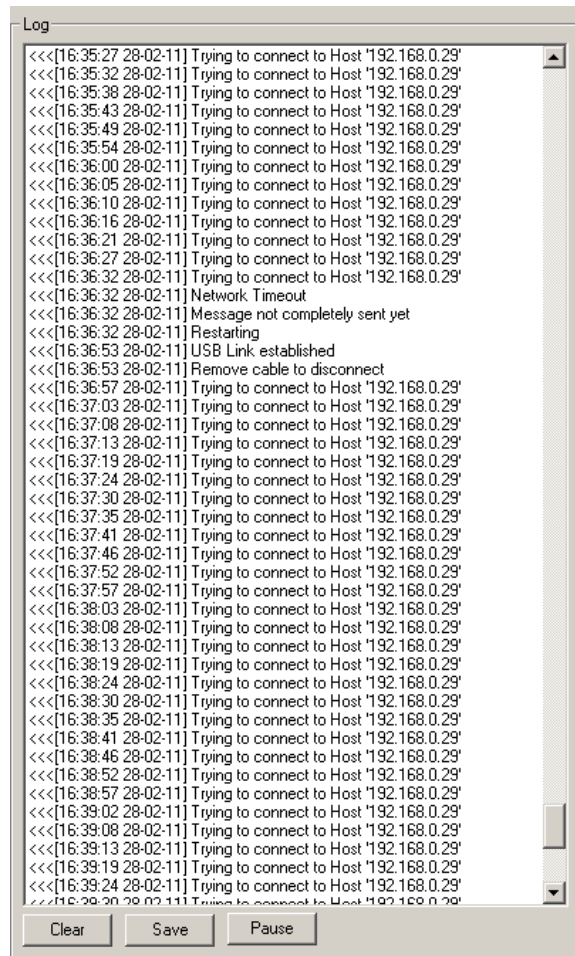 Log
<<<[16:35:27 28-02-11] Trying to connect to Host '192.168.0.29'
<<<[16:35:32 28-02-11] Trying to connect to Host '192.168.0.29'
<<<[16:35:38 28-02-11] Trying to connect to Host '192.168.0.29'
<<<[16:35:43 28-02-11] Trying to connect to Host '192.168.0.29'
<<<[16:35:49 28-02-11] Trying to connect to Host '192.168.0.29'
<<<[16:35:54 28-02-11] Trying to connect to Host '192.168.0.29'
<<<[16:36:00 28-02-11] Trying to connect to Host '192.168.0.29'
<<<[16:36:05 28-02-11] Trying to connect to Host '192.168.0.29'
<<<[16:36:10 28-02-11] Trying to connect to Host '192.168.0.29'
<<<[16:36:16 28-02-11] Trying to connect to Host '192.168.0.29'
<<<[16:36:21 28-02-11] Trying to connect to Host '192.168.0.29'
<<<[16:36:27 28-02-11] Trying to connect to Host '192.168.0.29'
<<<[16:36:32 28-02-11] Trying to connect to Host '192.168.0.29'
<<<[16:36:32 28-02-11] Network Timeout
<<<[16:36:32 28-02-11] Message not completely sent yet
<<<[16:36:32 28-02-11] Restarting
<<<[16:36:53 28-02-11] USB Link established
<<<[16:36:53 28-02-11] Remove cable to disconnect
<<<[16:36:57 28-02-11] Trying to connect to Host '192.168.0.29'
<<<[16:37:03 28-02-11] Trying to connect to Host '192.168.0.29'
<<<[16:37:08 28-02-11] Trying to connect to Host '192.168.0.29'
<<<[16:37:13 28-02-11] Trying to connect to Host '192.168.0.29'
<<<[16:37:19 28-02-11] Trying to connect to Host '192.168.0.29'
<<<[16:37:24 28-02-11] Trying to connect to Host '192.168.0.29'
<<<[16:37:30 28-02-11] Trying to connect to Host '192.168.0.29'
<<<[16:37:35 28-02-11] Trying to connect to Host '192.168.0.29'
<<<[16:37:41 28-02-11] Trying to connect to Host '192.168.0.29'
<<<[16:37:46 28-02-11] Trying to connect to Host '192.168.0.29'
<<<[16:37:52 28-02-11] Trying to connect to Host '192.168.0.29'
<<<[16:37:57 28-02-11] Trying to connect to Host '192.168.0.29'
<<<[16:38:03 28-02-11] Trying to connect to Host '192.168.0.29'
<<<[16:38:08 28-02-11] Trying to connect to Host '192.168.0.29'
<<<[16:38:13 28-02-11] Trying to connect to Host '192.168.0.29'
<<<[16:38:19 28-02-11] Trying to connect to Host '192.168.0.29'
<<<[16:38:24 28-02-11] Trying to connect to Host '192.168.0.29'
<<<[16:38:30 28-02-11] Trying to connect to Host '192.168.0.29'
<<<[16:38:35 28-02-11] Trying to connect to Host '192.168.0.29'
<<<[16:38:41 28-02-11] Trying to connect to Host '192.168.0.29'
<<<[16:38:46 28-02-11] Trying to connect to Host '192.168.0.29'
<<<[16:38:52 28-02-11] Trying to connect to Host '192.168.0.29'
<<<[16:38:57 28-02-11] Trying to connect to Host '192.168.0.29'
<<<[16:39:02 28-02-11] Trying to connect to Host '192.168.0.29'
<<<[16:39:08 28-02-11] Trying to connect to Host '192.168.0.29'
<<<[16:39:13 28-02-11] Trying to connect to Host '192.168.0.29'
<<<[16:39:19 28-02-11] Trying to connect to Host '192.168.0.29'
<<<[16:39:24 28-02-11] Trying to connect to Host '192.168.0.29'
<<<[16:39:30 28-02-11] Trying to connect to Host '192.168.0.29'
Clear Save Pause